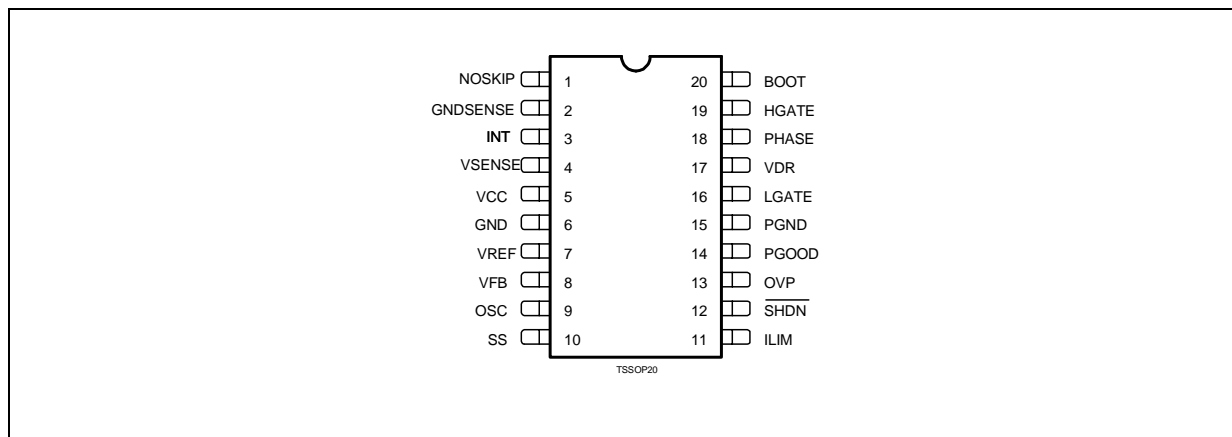 NOSKIP 1 20 BOOT
GNDSENSE 2 19 HGATE
INT 3 18 PHASE
VSENSE 4 17 VDR
VCC 5 16 LGATE
GND 6 15 PGND
VREF 7 14 PGOOD
VFB 8 13 OVP
OSC 9 12 SHDN
SS 10 11 ILIM
TSSOP20